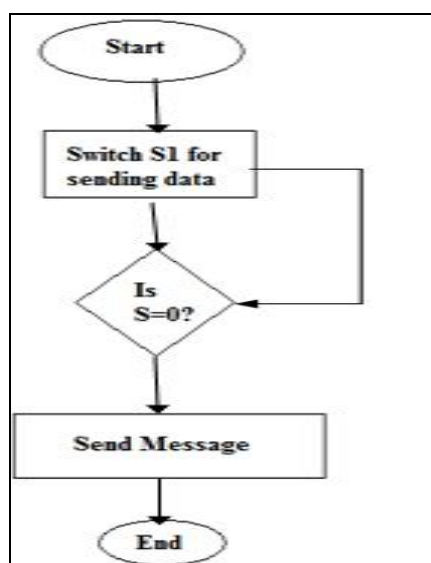 Start
Switch S1 for
sending data
Is
S=0?
Send Message
End